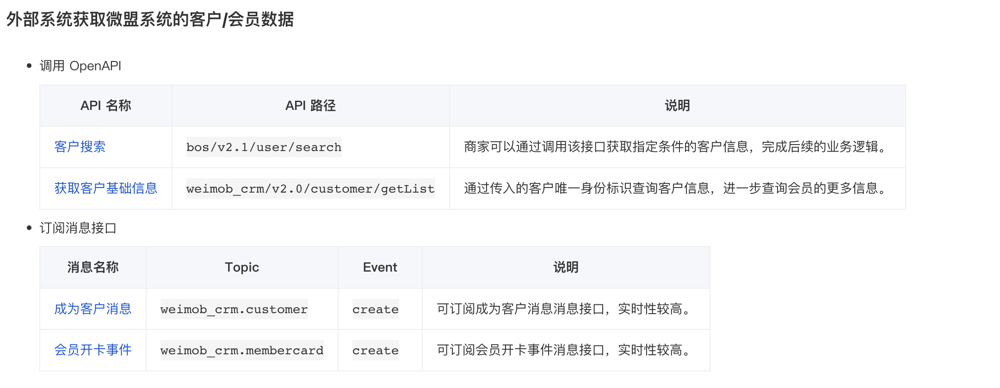 外部系统获取微盟系统的客户/会员数据
• 调用 OpenAPI
API 名称 API 路径 说明
客户搜索 bos/v2.1/user/search 商家可以通过调用该接口获取指定条件的客户信息，完成后续的业务逻辑。
获取客户基础信息 weimob_crm/v2.0/customer/getList 通过传入的客户唯一身份标识查询客户信息，进一步查询会员的更多信息。
• 订阅消息接口
消息名称 Topic Event 说明
成为客户消息 weimob_crm.customer create 可订阅成为客户消息消息接口，实时性较高。
会员开卡事件 weimob_crm.membercard create 可订阅会员开卡事件消息接口，实时性较高。